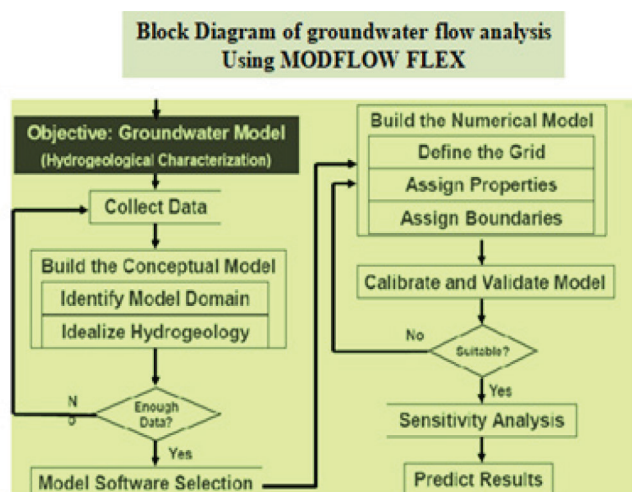 Block Diagram of groundwater flow analysis
Using MODFLOW FLEX
Objective: Groundwater Model
(Hydrogeological Characterization)
Collect Data
Build the Conceptual Model
Identify Model Domain
Idealize Hydrogeology
N
o
Enough
Data?
Yes
Model Software Selection
Build the Numerical Model
Define the Grid
Assign Properties
Assign Boundaries
Calibrate and Validate Model
No
Suitable?
Yes
Sensitivity Analysis
Predict Results